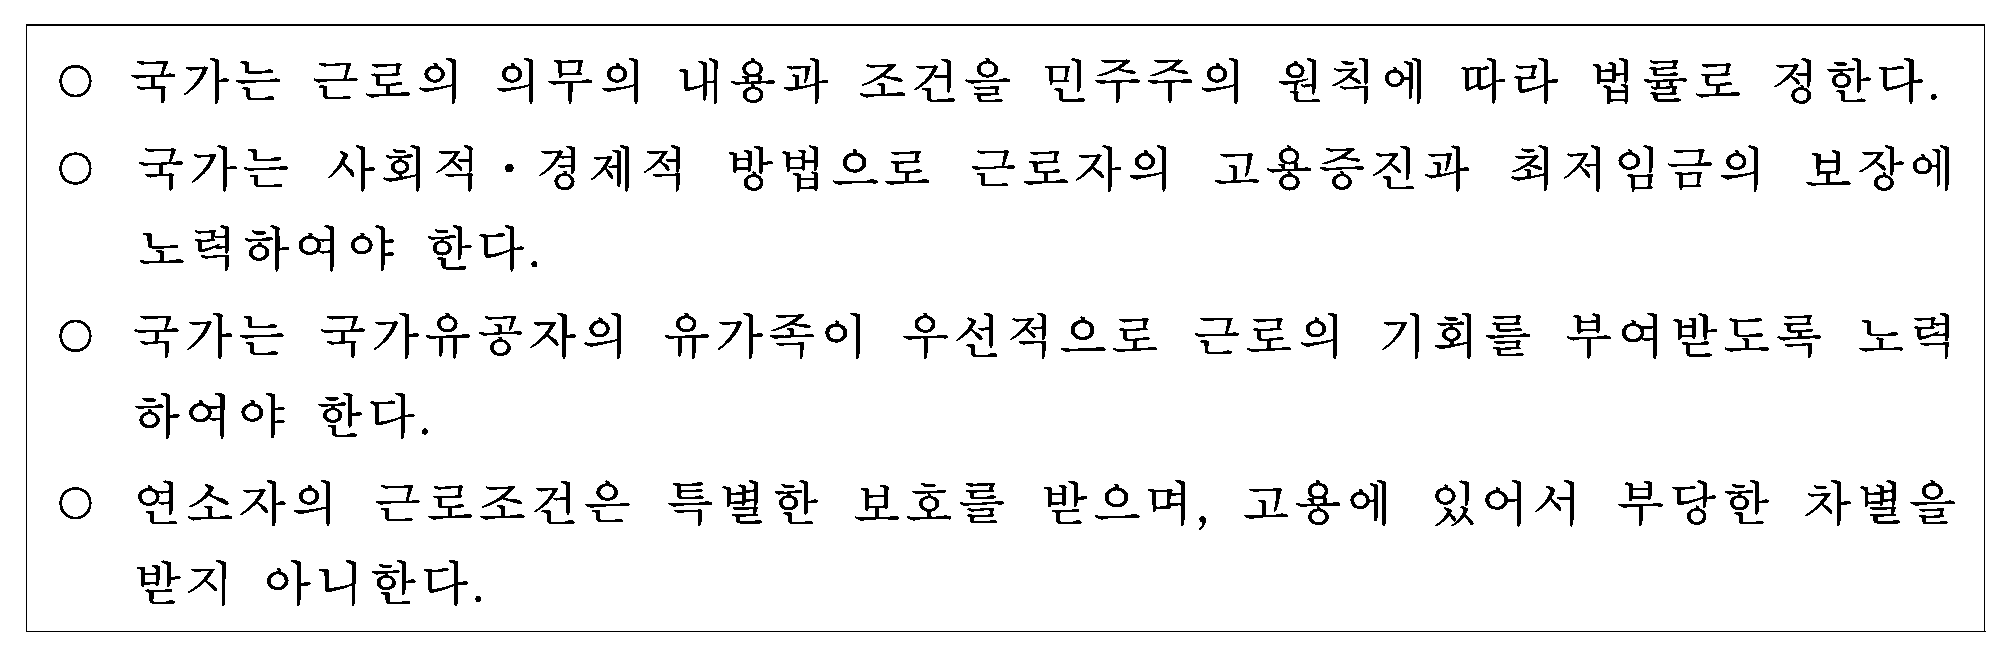 ○ 국가는 근로의 의무의 내용과 조건을 민주주의 원칙에 따라 법률로 정한다.
○ 국가는 사회적·경제적 방법으로 근로자의 고용증진과 최저임금의 보장에
노력하여야 한다.
○ 국가는 국가유공자의 유가족이 우선적으로 근로의 기회를 부여받도록 노력
하여야 한다.
○ 연소자의 근로조건은 특별한 보호를 받으며, 고용에 있어서 부당한 차별을
받지 아니한다.